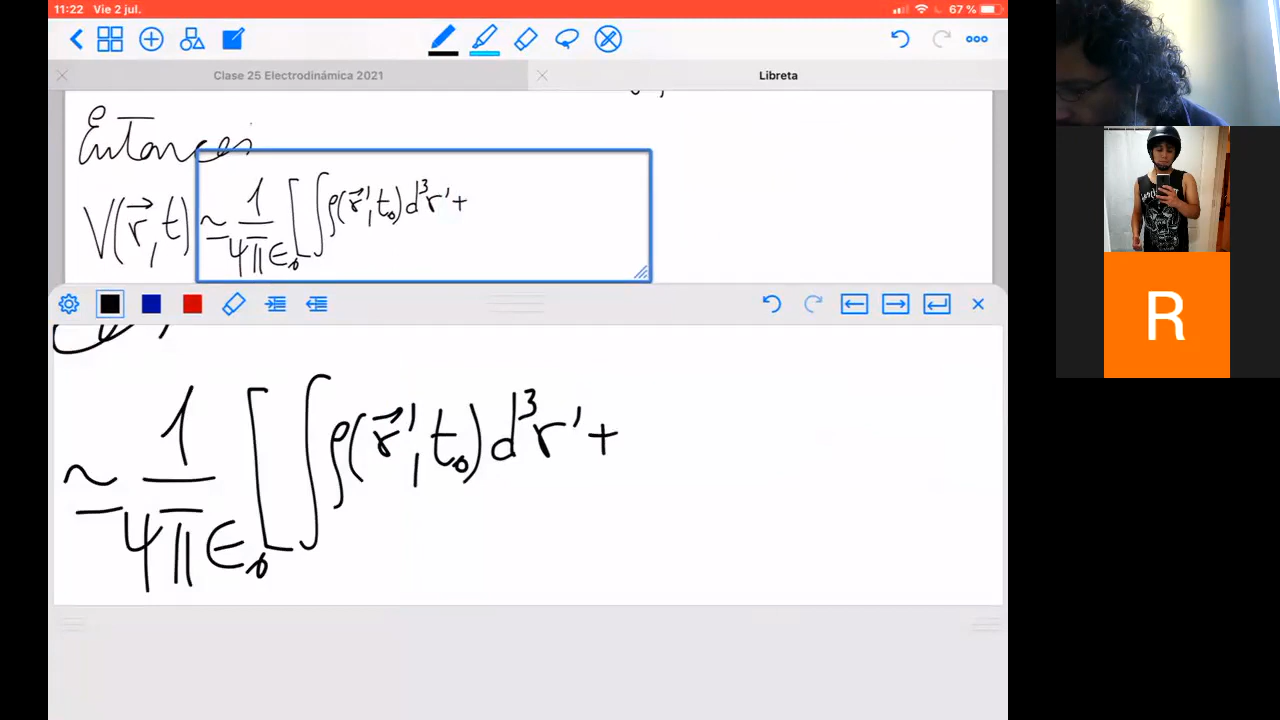 11:22 Vie 2 jul. 67 %
Clase 25 Electrodinámica 2021 Libreta
Entonces
V(r⃗,t) ≃ 1/4πϵ₀ [∫ρ(r⃗',t₀)d³r'+
≃ 1/4πϵ₀ [∫ρ(r⃗',t₀)d³r'+
R